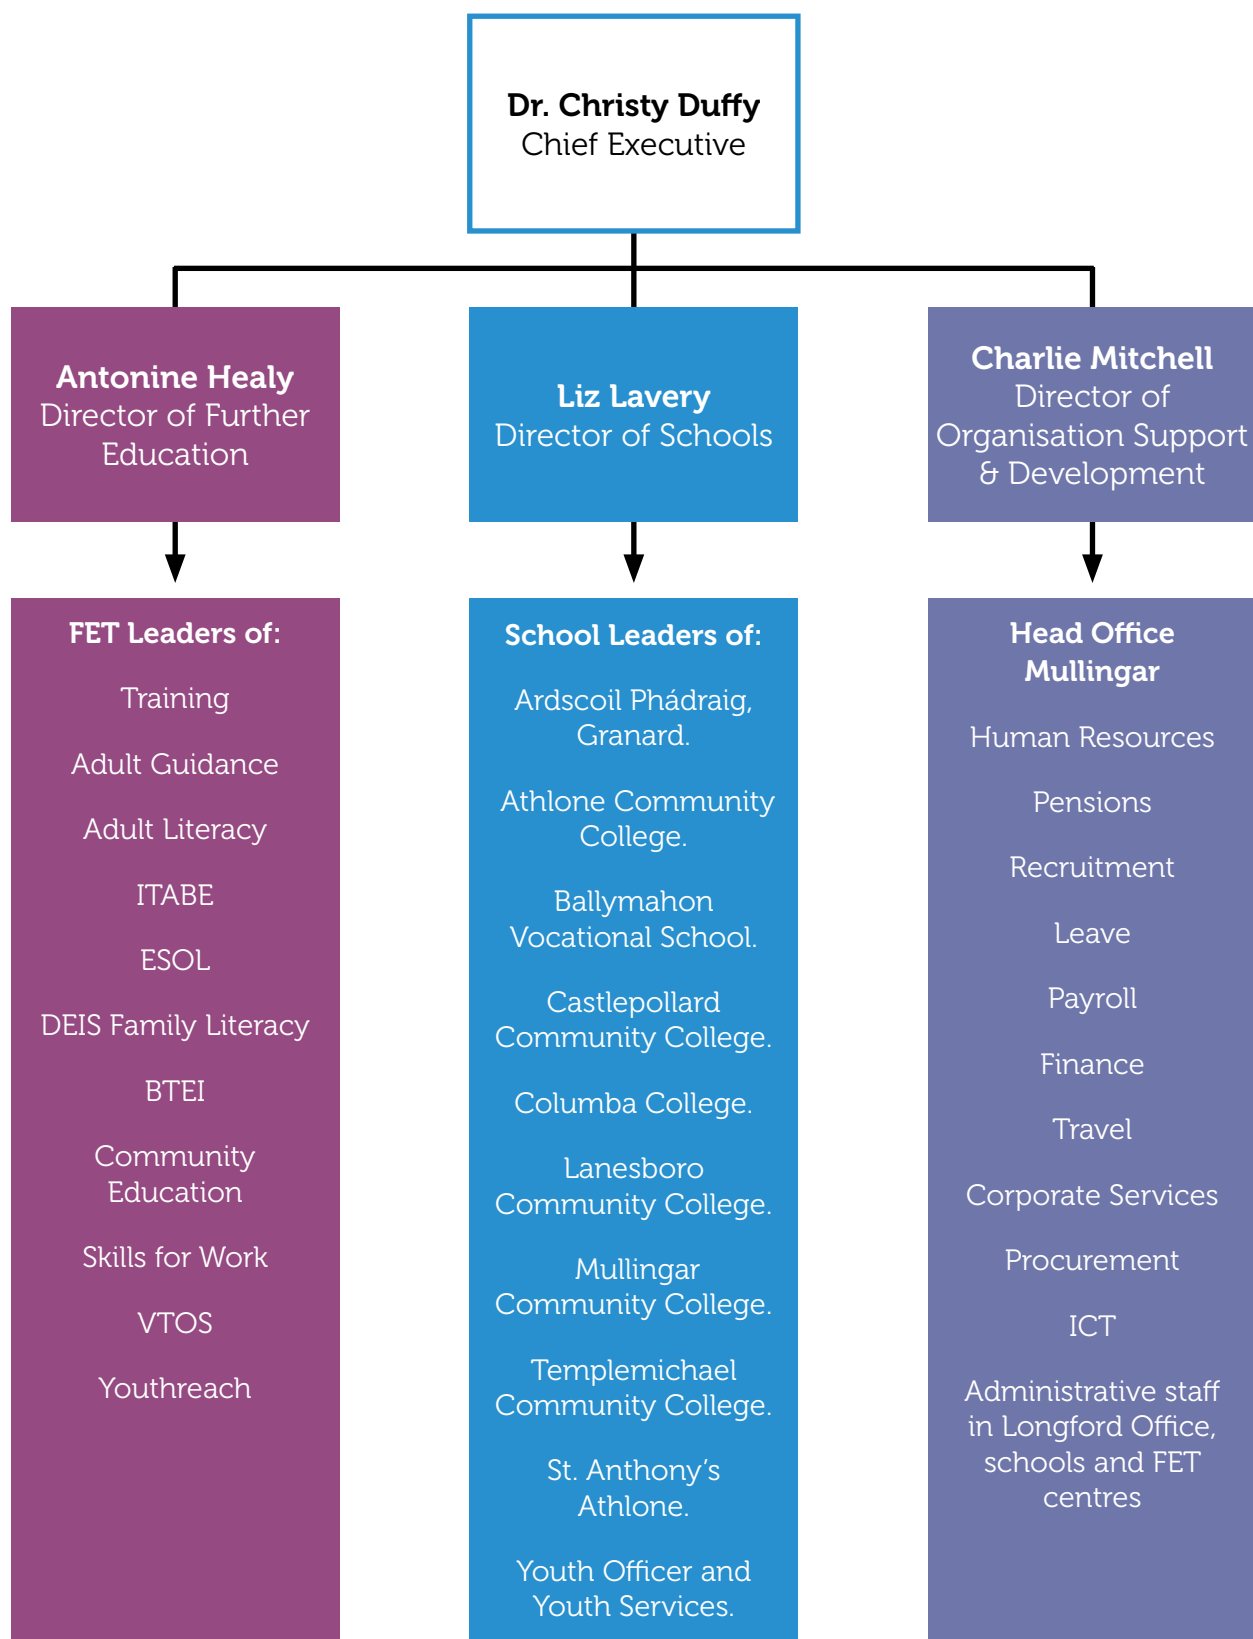 Dr. Christy Duffy
Chief Executive
Antonine Healy
Director of Further
Education
Liz Lavery
Director of Schools
Charlie Mitchell
Director of
Organisation Support
& Development
FET Leaders of:
Training
Adult Guidance
Adult Literacy
ITABE
ESOL
DEIS Family Literacy
BTEI
Community
Education
Skills for Work
VTOS
Youthreach
School Leaders of:
Ardscoil Phádraig,
Granard.
Athlone Community
College.
Ballymahon
Vocational School.
Castlepollard
Community College.
Columba College.
Lanesboro
Community College.
Mullingar
Community College.
Templemichael
Community College.
St. Anthony’s
Athlone.
Youth Officer and
Youth Services.
Head Office
Mullingar
Human Resources
Pensions
Recruitment
Leave
Payroll
Finance
Travel
Corporate Services
Procurement
ICT
Administrative staff
in Longford Office,
schools and FET
centres